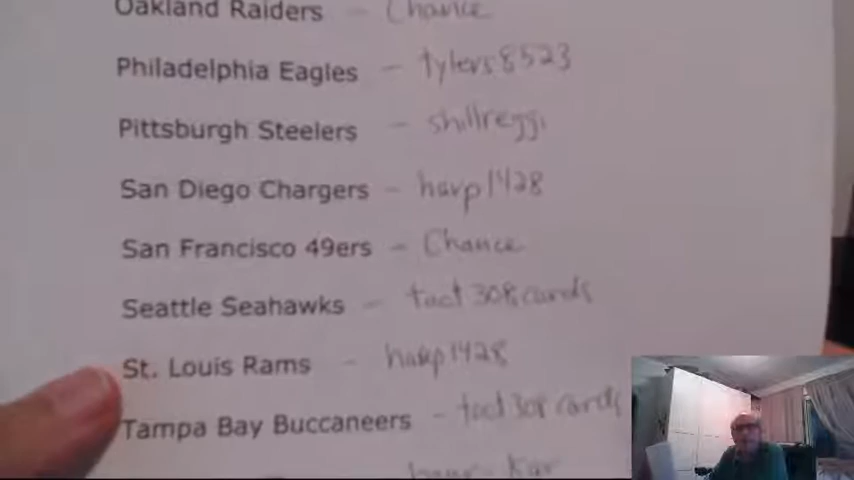 Oakland Raiders - Chance
Philadelphia Eagles - tylers8523
Pittsburgh Steelers - shillreggi
San Diego Chargers - harp1428
San Francisco 49ers - Chance
Seattle Seahawks - tact308cards
St. Louis Rams - harp1428
Tampa Bay Buccaneers - tact308cards